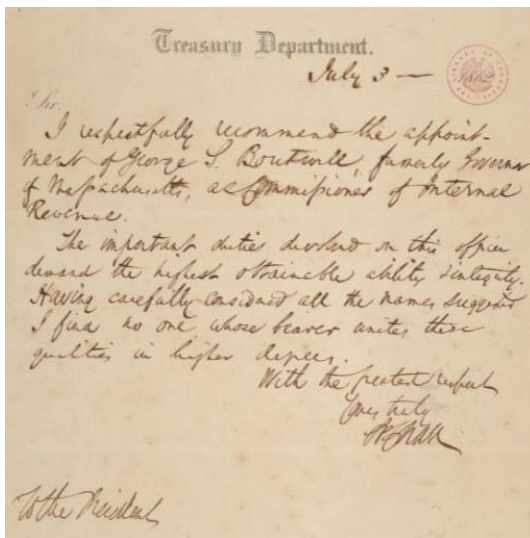 Treasury Department.
July 3 —
Sir,
I respectfully recommend the appoint-
ment of George S. Boutwell, formerly Governor
of Massachusetts, as Commissioner of Internal
Revenue.
The important duties devolved on this officer
demand the highest obtainable ability & integrity.
Having carefully considered all the names suggested
I find no one whose bearer unites these
qualities in higher degree.
With the greatest respect
Yours truly
SPChase
To the President